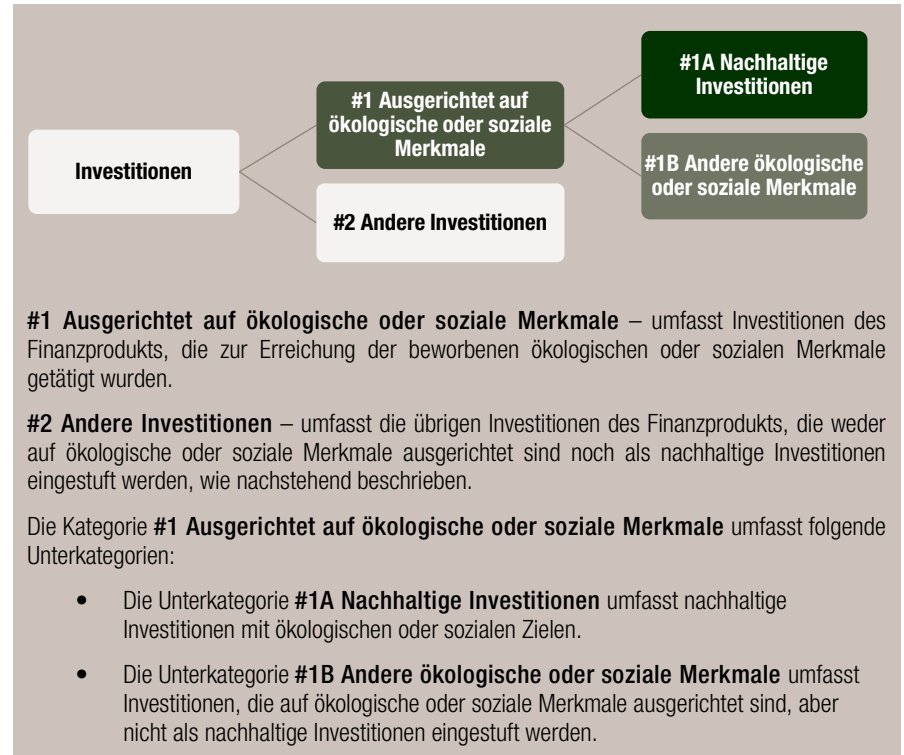 #1A Nachhaltige
Investitionen
#1 Ausgerichtet auf
ökologische oder soziale
Merkmale
Investitionen
#1B Andere ökologische
oder soziale Merkmale
#2 Andere Investitionen
#1 Ausgerichtet auf ökologische oder soziale Merkmale – umfasst Investitionen des
Finanzprodukts, die zur Erreichung der beworbenen ökologischen oder sozialen Merkmale
getätigt wurden.
#2 Andere Investitionen – umfasst die übrigen Investitionen des Finanzprodukts, die weder
auf ökologische oder soziale Merkmale ausgerichtet sind noch als nachhaltige Investitionen
eingestuft werden, wie nachstehend beschrieben.
Die Kategorie #1 Ausgerichtet auf ökologische oder soziale Merkmale umfasst folgende
Unterkategorien:
• Die Unterkategorie #1A Nachhaltige Investitionen umfasst nachhaltige
Investitionen mit ökologischen oder sozialen Zielen.
• Die Unterkategorie #1B Andere ökologische oder soziale Merkmale umfasst
Investitionen, die auf ökologische oder soziale Merkmale ausgerichtet sind, aber
nicht als nachhaltige Investitionen eingestuft werden.